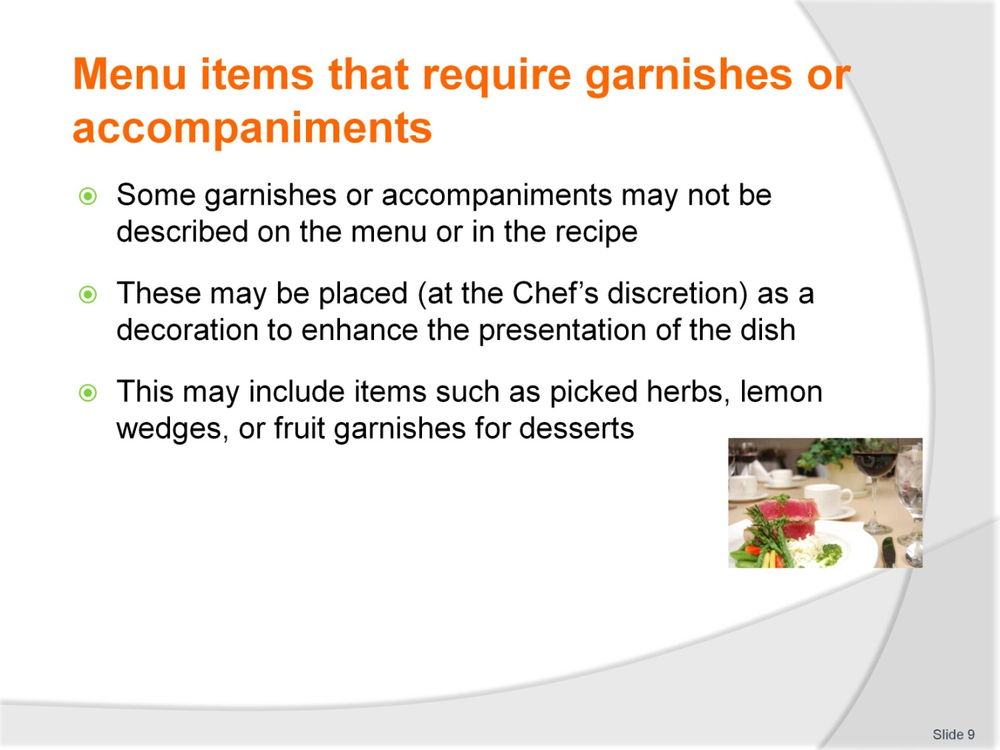 Menu items that require garnishes or
accompaniments
Some garnishes or accompaniments may not be
described on the menu or in the recipe
These may be placed (at the Chef’s discretion) as a
decoration to enhance the presentation of the dish
This may include items such as picked herbs, lemon
wedges, or fruit garnishes for desserts
Slide 9